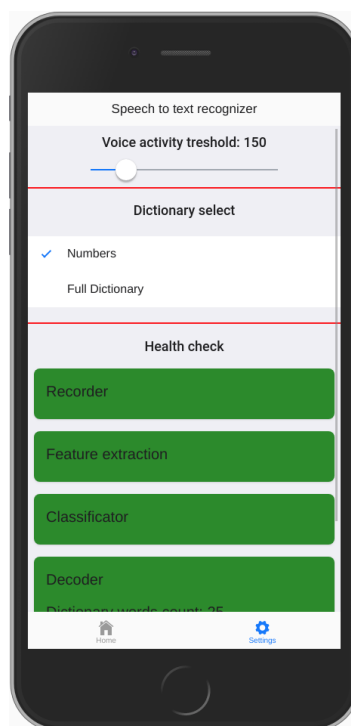 Speech to text recognizer
Voice activity treshold: 150
Dictionary select
Numbers
Full Dictionary
Health check
Recorder
Feature extraction
Classificator
Decoder
Dictionary words count: 25
Home
Settings